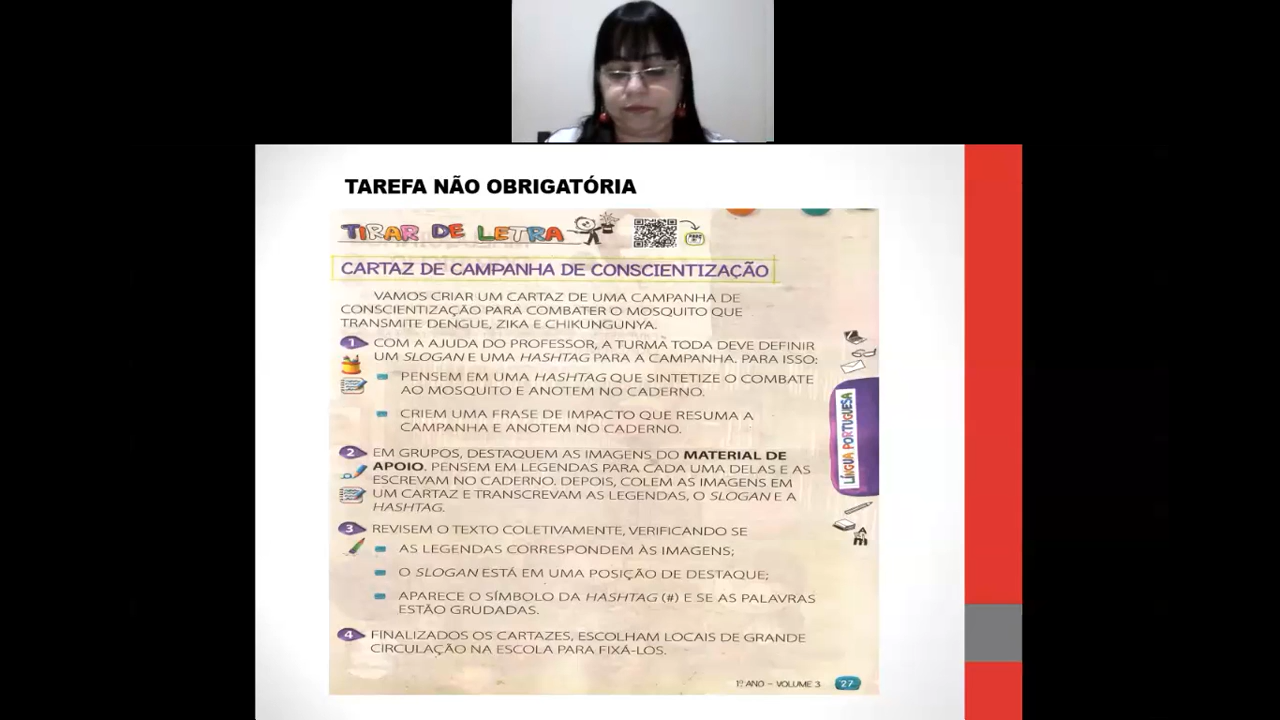 TAREFA NÃO OBRIGATÓRIA
TIRAR DE LETRA
CARTAZ DE CAMPANHA DE CONSCIENTIZAÇÃO
VAMOS CRIAR UM CARTAZ DE UMA CAMPANHA DE
CONSCIENTIZAÇÃO PARA COMBATER O MOSQUITO QUE
TRANSMITE DENGUE, ZIKA E CHIKUNGUNYA.
1 COM A AJUDA DO PROFESSOR, A TURMA TODA DEVE DEFINIR
UM SLOGAN E UMA HASHTAG PARA A CAMPANHA. PARA ISSO:
PENSEM EM UMA HASHTAG QUE SINTETIZE O COMBATE
AO MOSQUITO E ANOTEM NO CADERNO.
CRIEM UMA FRASE DE IMPACTO QUE RESUMA A
CAMPANHA E ANOTEM NO CADERNO.
2 EM GRUPOS, DESTAQUEM AS IMAGENS DO MATERIAL DE
APOIO. PENSEM EM LEGENDAS PARA CADA UMA DELAS E AS
ESCREVAM NO CADERNO. DEPOIS, COLEM AS IMAGENS EM
UM CARTAZ E TRANSCREVAM AS LEGENDAS, O SLOGAN E A
HASHTAG.
3 REVISEM O TEXTO COLETIVAMENTE, VERIFICANDO SE
AS LEGENDAS CORRESPONDEM ÀS IMAGENS;
O SLOGAN ESTÁ EM UMA POSIÇÃO DE DESTAQUE;
APARECE O SÍMBOLO DA HASHTAG (#) E SE AS PALAVRAS
ESTÃO GRUDADAS.
4 FINALIZADOS OS CARTAZES, ESCOLHAM LOCAIS DE GRANDE
CIRCULAÇÃO NA ESCOLA PARA FIXÁ-LOS.
LÍNGUA PORTUGUESA
1º ANO – VOLUME 3 27